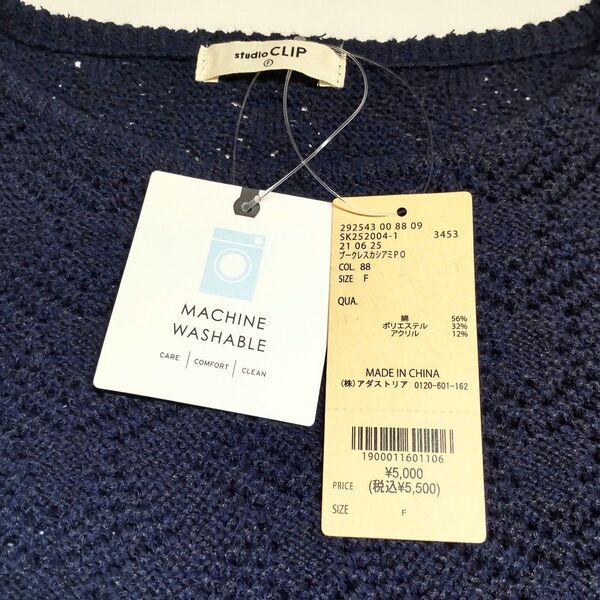 studio CLIP
F
MACHINE
WASHABLE
CARE | COMFORT | CLEAN
292543 00 88 09
SK252004-1 3453
21 06 25
ブークレスカシアミPO
COL. 88
SIZE F
QUA.
綿 56%
ポリエステル 32%
アクリル 12%
MADE IN CHINA
(株)アダストリア 0120-601-162
1900011601106
¥5,000
PRICE (税込¥5,500)
SIZE F